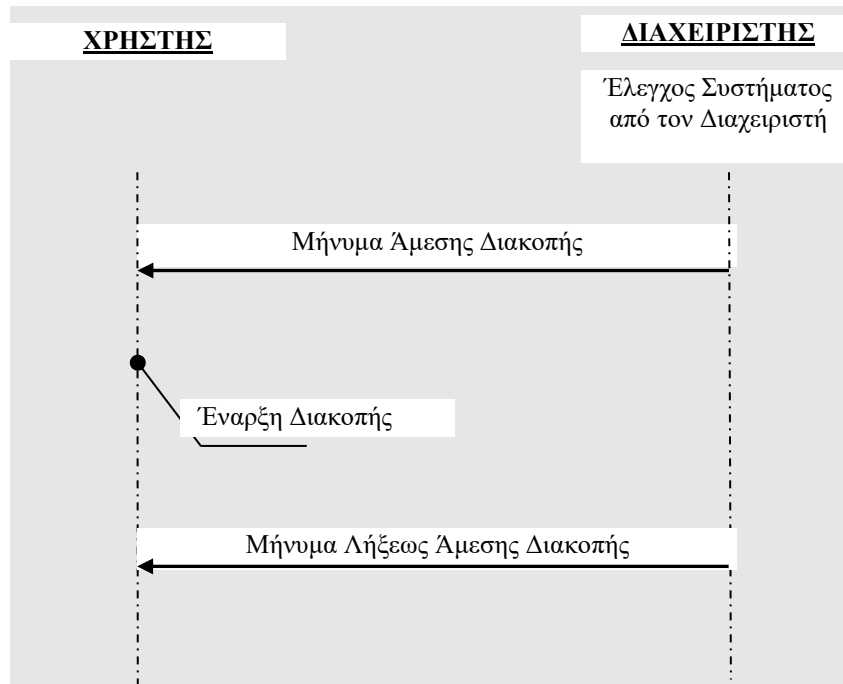 ΧΡΗΣΤΗΣ
ΔΙΑΧΕΙΡΙΣΤΗΣ
Έλεγχος Συστήματος
από τον Διαχειριστή
Μήνυμα Άμεσης Διακοπής
Έναρξη Διακοπής
Μήνυμα Λήξεως Άμεσης Διακοπής